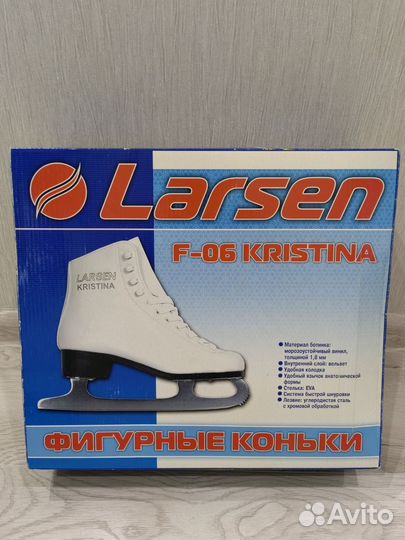 Larsen
F-06 KRISTINA
LARSEN
KRISTINA
• Материал ботинка:
морозоустойчивый винил,
толщиной 1,8 мм
• Внутренний слой: вельвет
• Удобная колодка
• Удобный язычок анатомической
формы
• Стелька: EVA
• Система быстрой шнуровки
• Лезвие: углеродистая сталь
с хромовой обработкой
ФИГУРНЫЕ КОНЬКИ
Avito